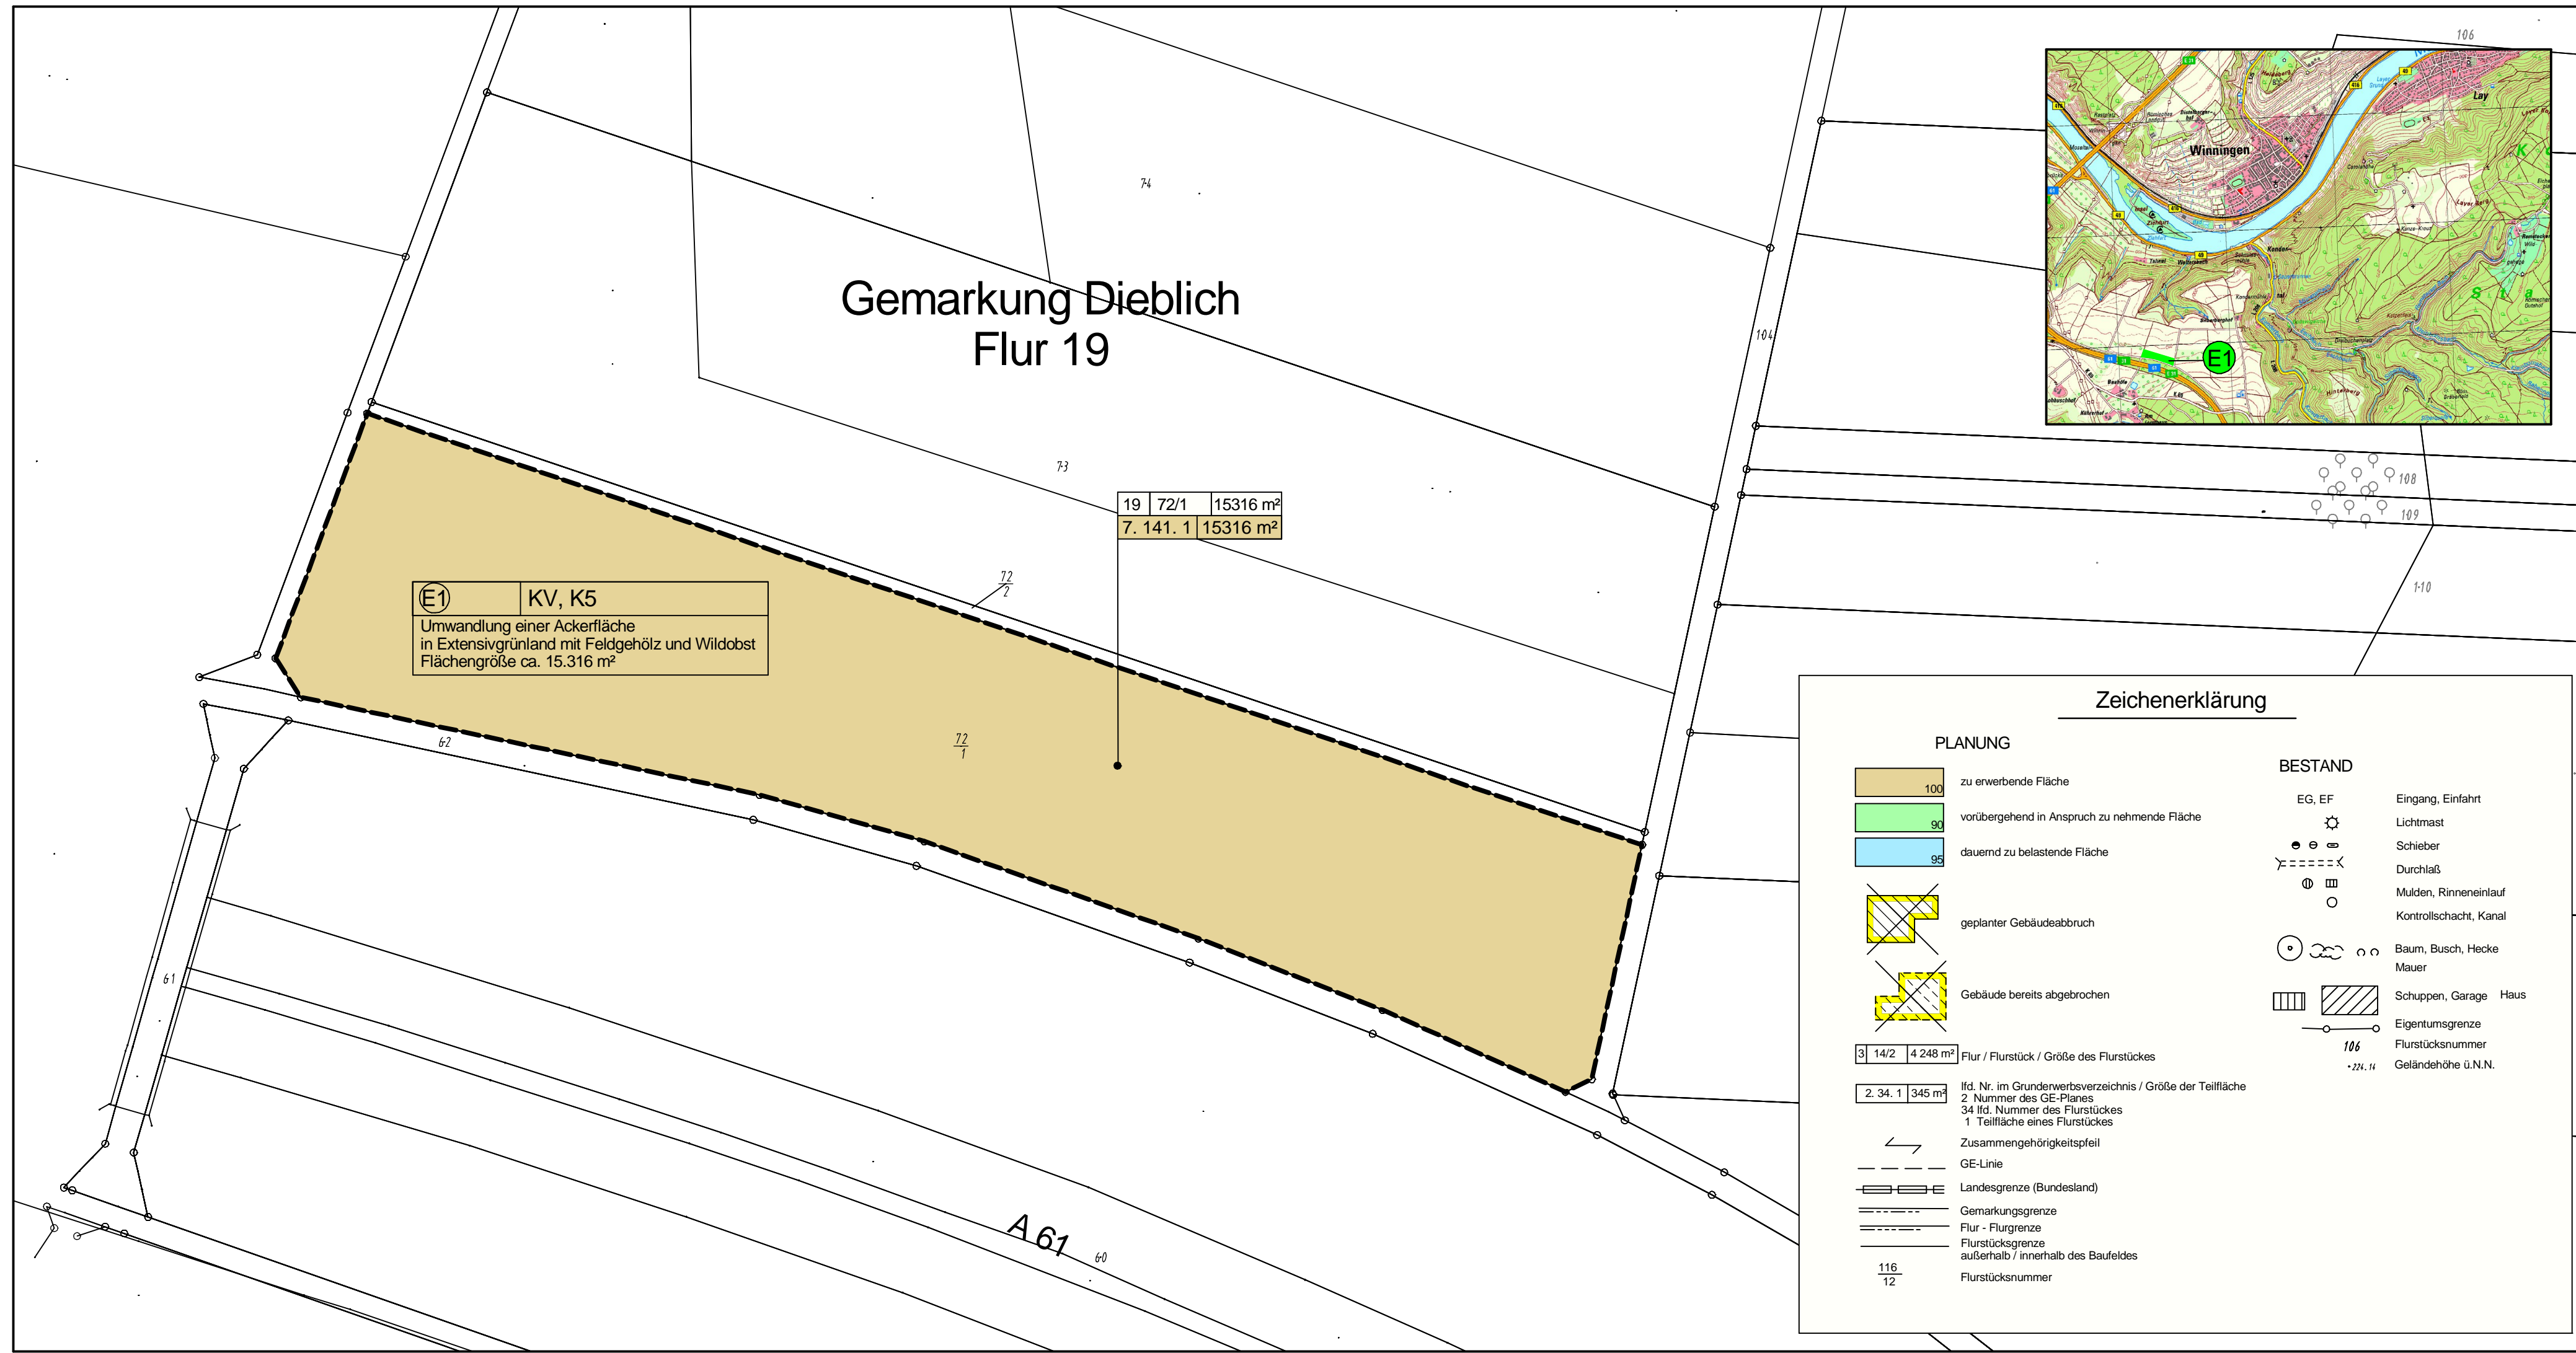 Gemarkung Dieblich
Flur 19
74
73
104
106
108
109
110
19 72/1 15316 m²
7. 141. 1 15316 m²
72
2
72
1
62
61
60
A 61
E1 KV, K5
Umwandlung einer Ackerfläche
in Extensivgrünland mit Feldgehölz und Wildobst
Flächengröße ca. 15.316 m²
Winningen
Lay
E1
Zeichenerklärung
PLANUNG
100 zu erwerbende Fläche
90 vorübergehend in Anspruch zu nehmende Fläche
95 dauernd zu belastende Fläche
geplanter Gebäudeabbruch
Gebäude bereits abgebrochen
3 14/2 4 248 m² Flur / Flurstück / Größe des Flurstückes
2. 34. 1 345 m² lfd. Nr. im Grunderwerbsverzeichnis / Größe der Teilfläche
2 Nummer des GE-Planes
34 lfd. Nummer des Flurstückes
1 Teilfläche eines Flurstückes
Zusammengehörigkeitspfeil
GE-Linie
Landesgrenze (Bundesland)
Gemarkungsgrenze
Flur - Flurgrenze
Flurstücksgrenze
außerhalb / innerhalb des Baufeldes
116
12 Flurstücksnummer
BESTAND
EG, EF Eingang, Einfahrt
Lichtmast
Schieber
Durchlaß
Mulden, Rinneneinlauf
Kontrollschacht, Kanal
Baum, Busch, Hecke
Mauer
Schuppen, Garage Haus
Eigentumsgrenze
106 Flurstücksnummer
224.14 Geländehöhe ü.N.N.